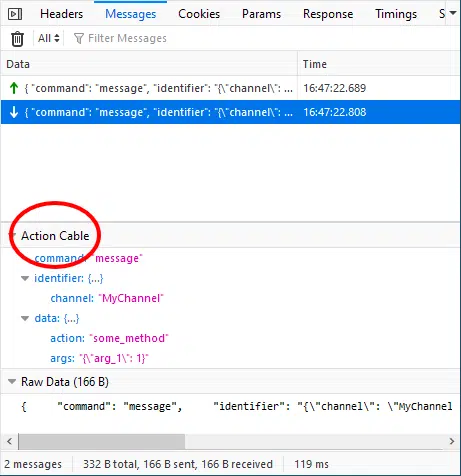 Headers Messages Cookies Params Response Timings S
All Filter Messages
Data Time
{ "command": "message", "identifier": "{\"channel\": ... 16:47:22.689
{ "command": "message", "identifier": "{\"channel\": ... 16:47:22.808
Action Cable
command: "message"
identifier: {...}
channel: "MyChannel"
data: {...}
action: "some_method"
args: "{\"arg_1\": 1}"
Raw Data (166 B)
{ "command": "message", "identifier": "{\"channel\": \"MyChannel
2 messages 332 B total, 166 B sent, 166 B received 119 ms